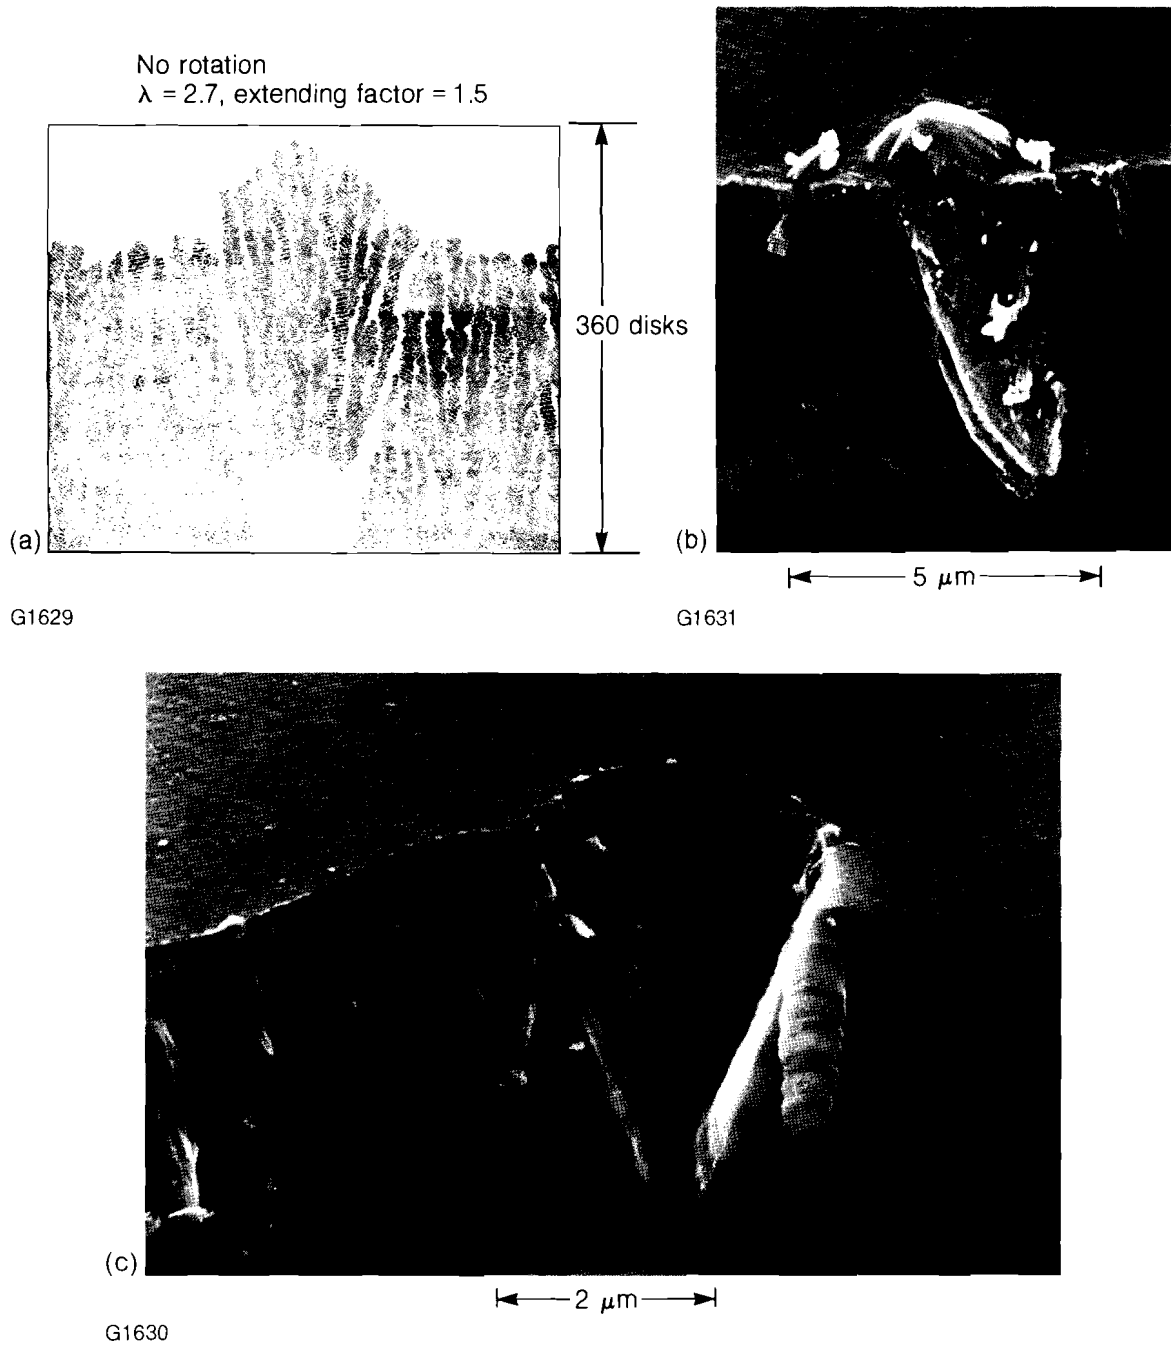 No rotation
λ = 2.7, extending factor = 1.5
360 disks
(a)
(b)
5 μm
G1629
G1631
(c)
2 μm
G1630